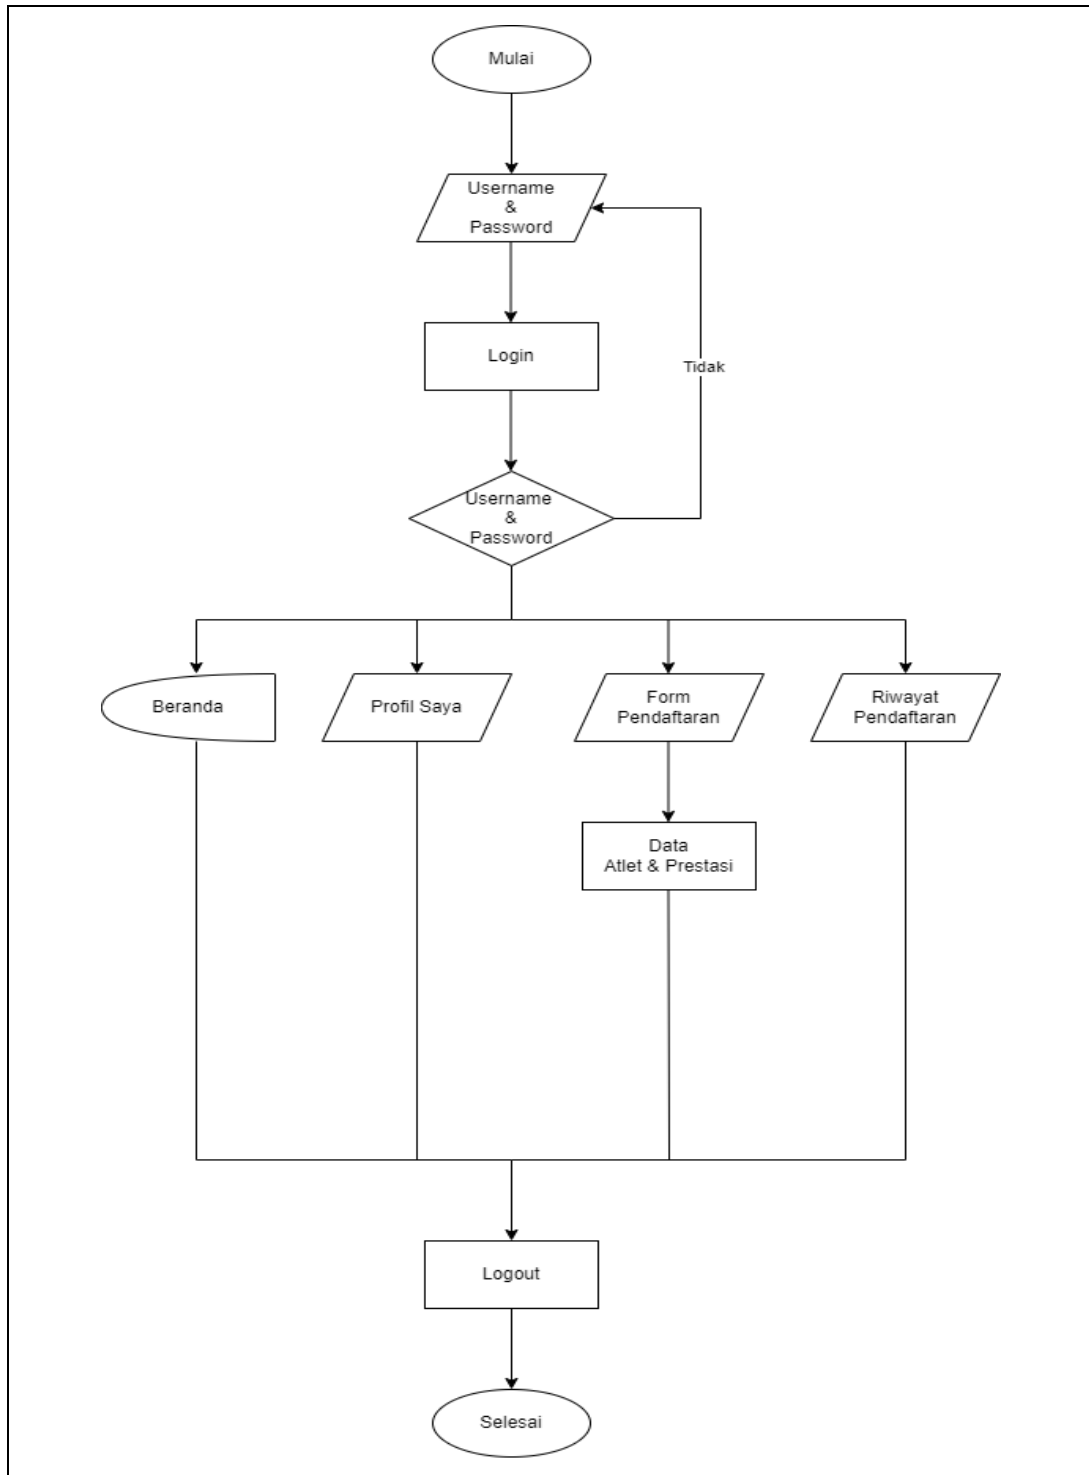 Mulai
Username
&
Password
Login
Tidak
Username
&
Password
Beranda
Profil Saya
Form
Pendaftaran
Riwayat
Pendaftaran
Data
Atlet & Prestasi
Logout
Selesai